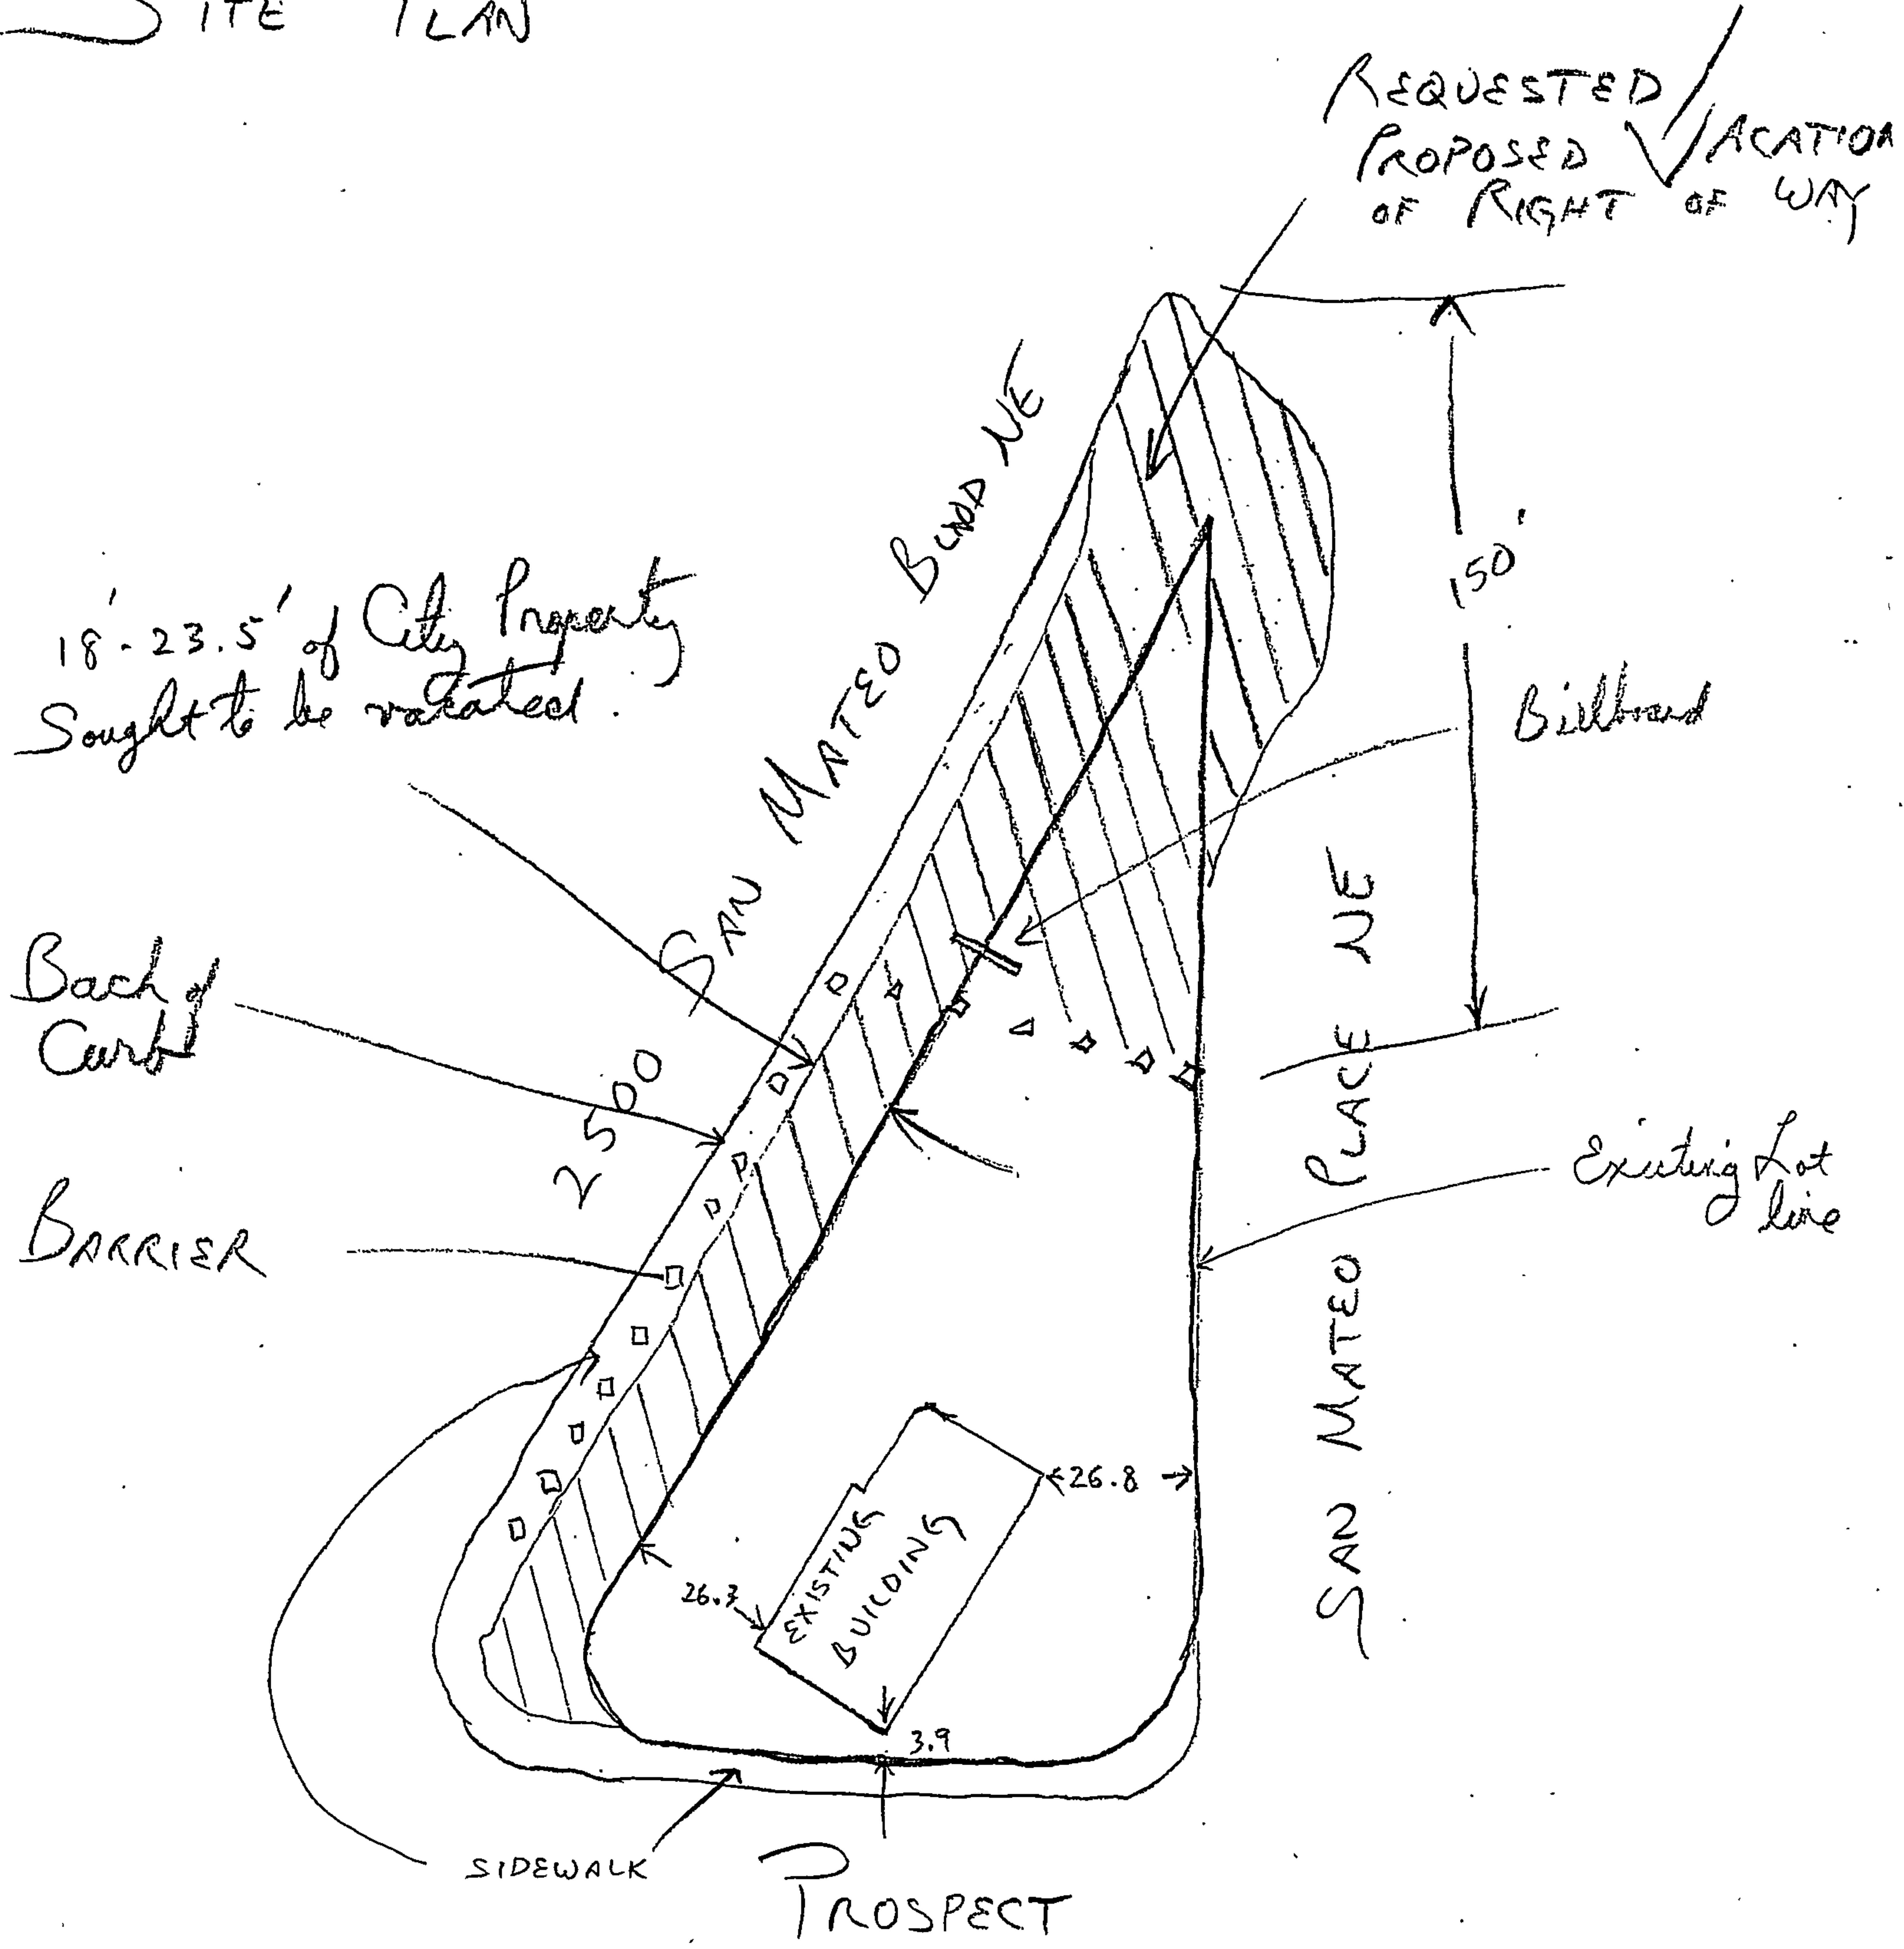 SITE PLAN
REQUESTED/
PROPOSED VACATION
OF RIGHT OF WAY
18'-23.5' of City Property
Sought to be vacated.
2500 SAN MATEO BLVD NE
150'
Billboard
Back of
Curb
BARRIER
Existing Lot
line
SAN MATEO PLACE NE
26.8
26.3
EXISTING
BUILDING
3.9
SIDEWALK
PROSPECT